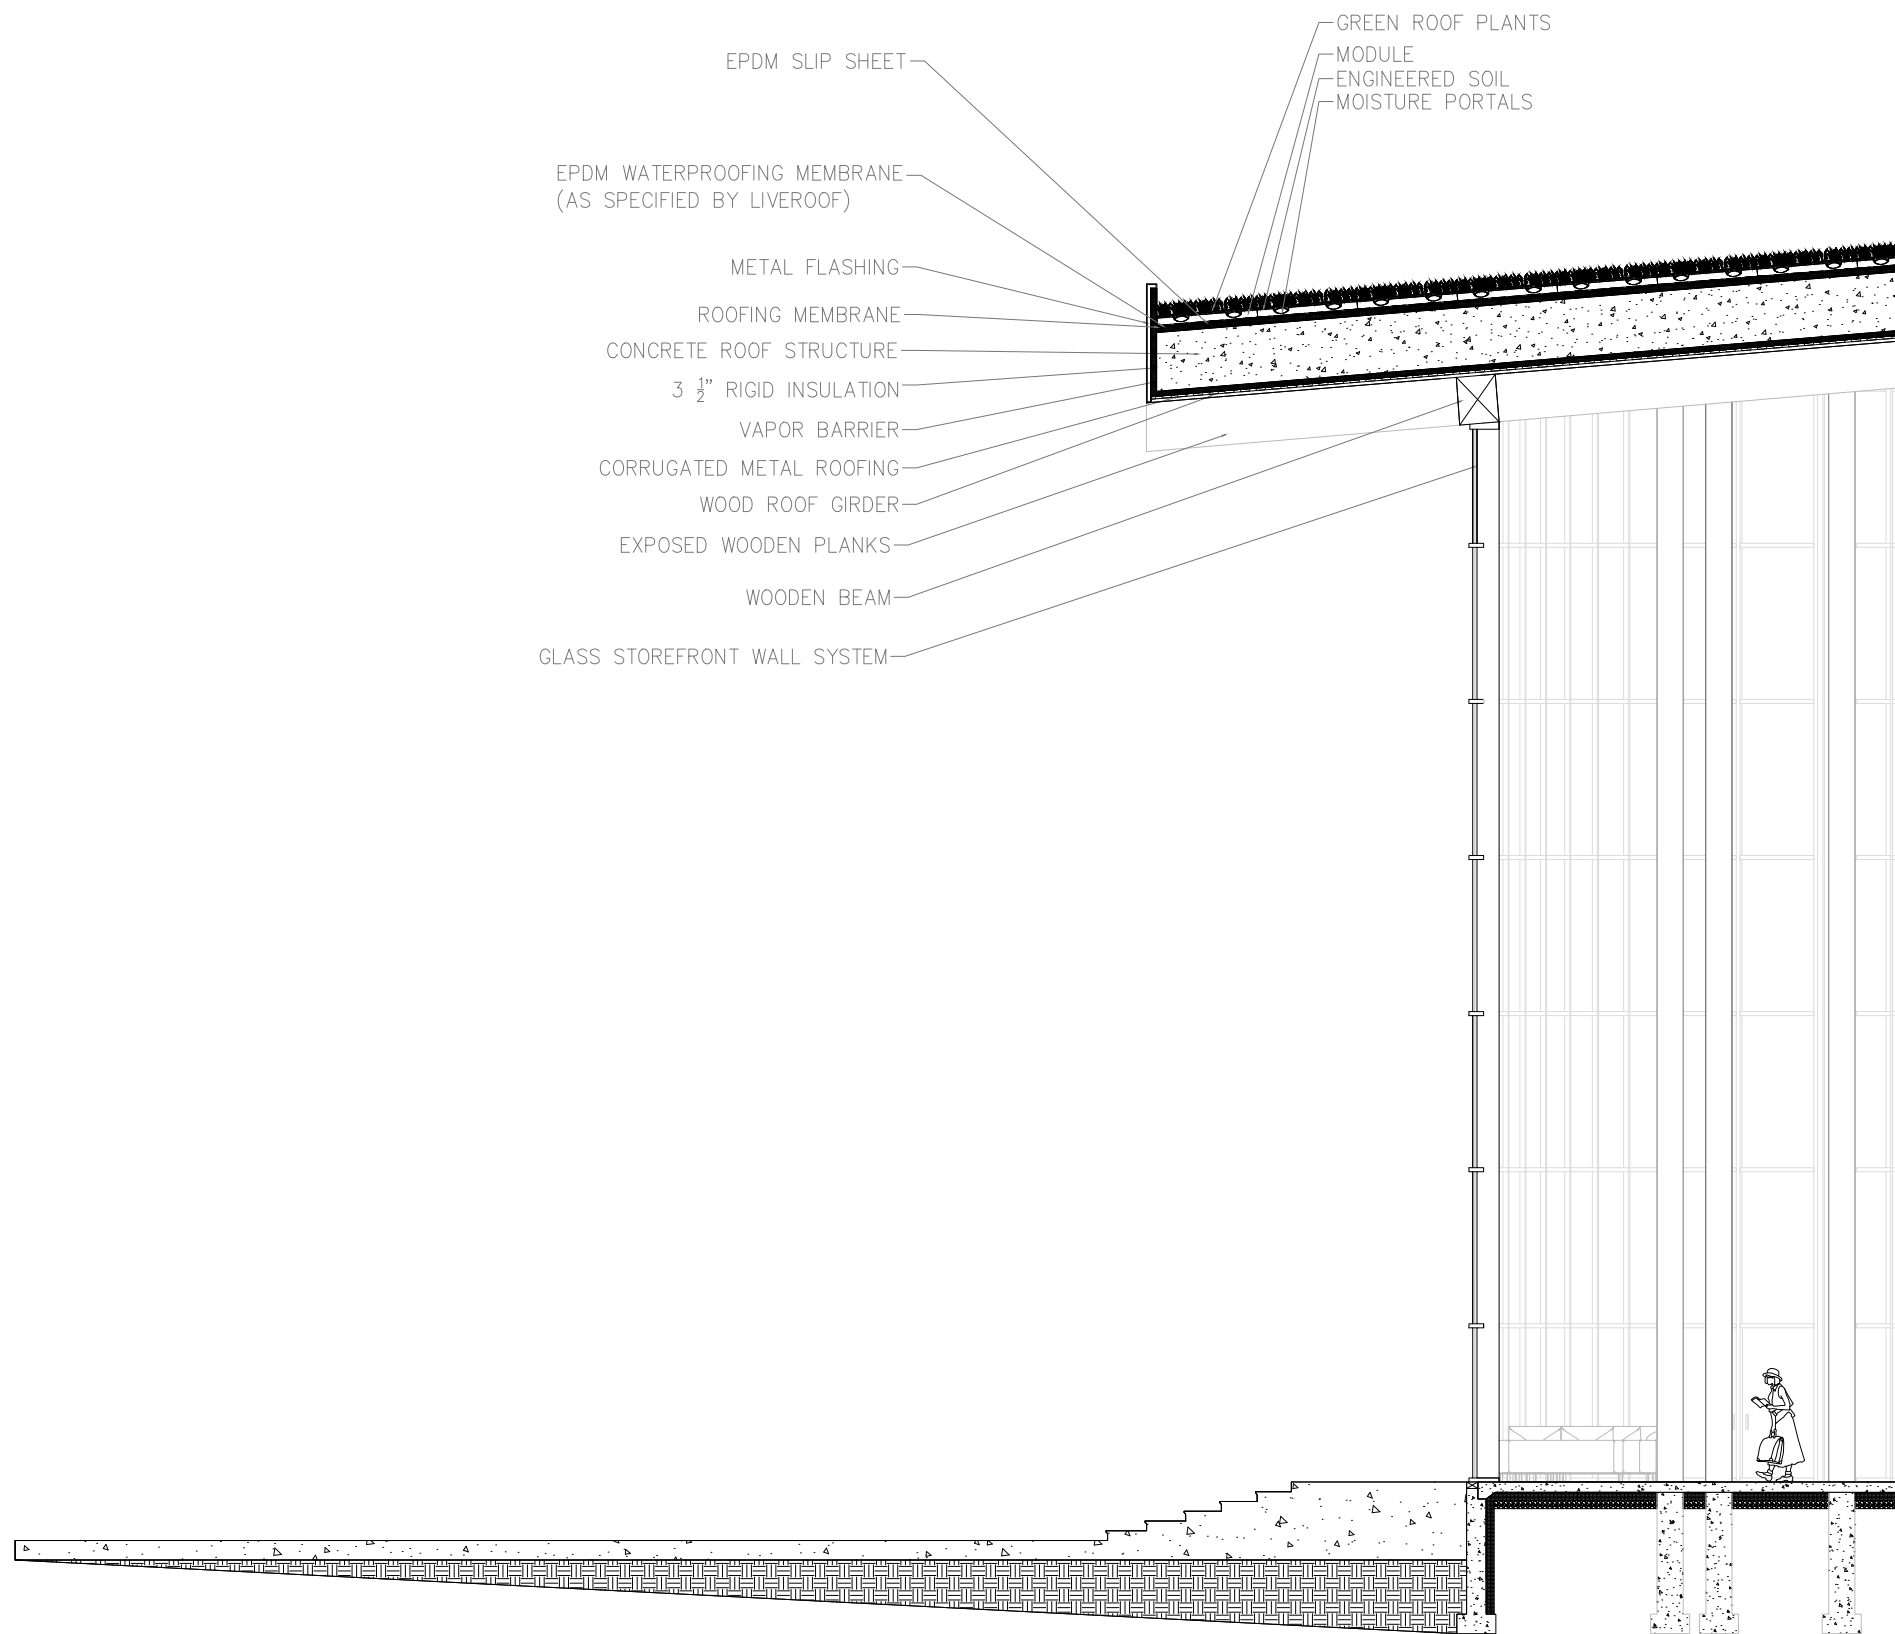 GREEN ROOF PLANTS
EPDM SLIP SHEET
MODULE
ENGINEERED SOIL
MOISTURE PORTALS
EPDM WATERPROOFING MEMBRANE
(AS SPECIFIED BY LIVEROOF)
METAL FLASHING
ROOFING MEMBRANE
CONCRETE ROOF STRUCTURE
3 1/2" RIGID INSULATION
VAPOR BARRIER
CORRUGATED METAL ROOFING
WOOD ROOF GIRDER
EXPOSED WOODEN PLANKS
WOODEN BEAM
GLASS STOREFRONT WALL SYSTEM